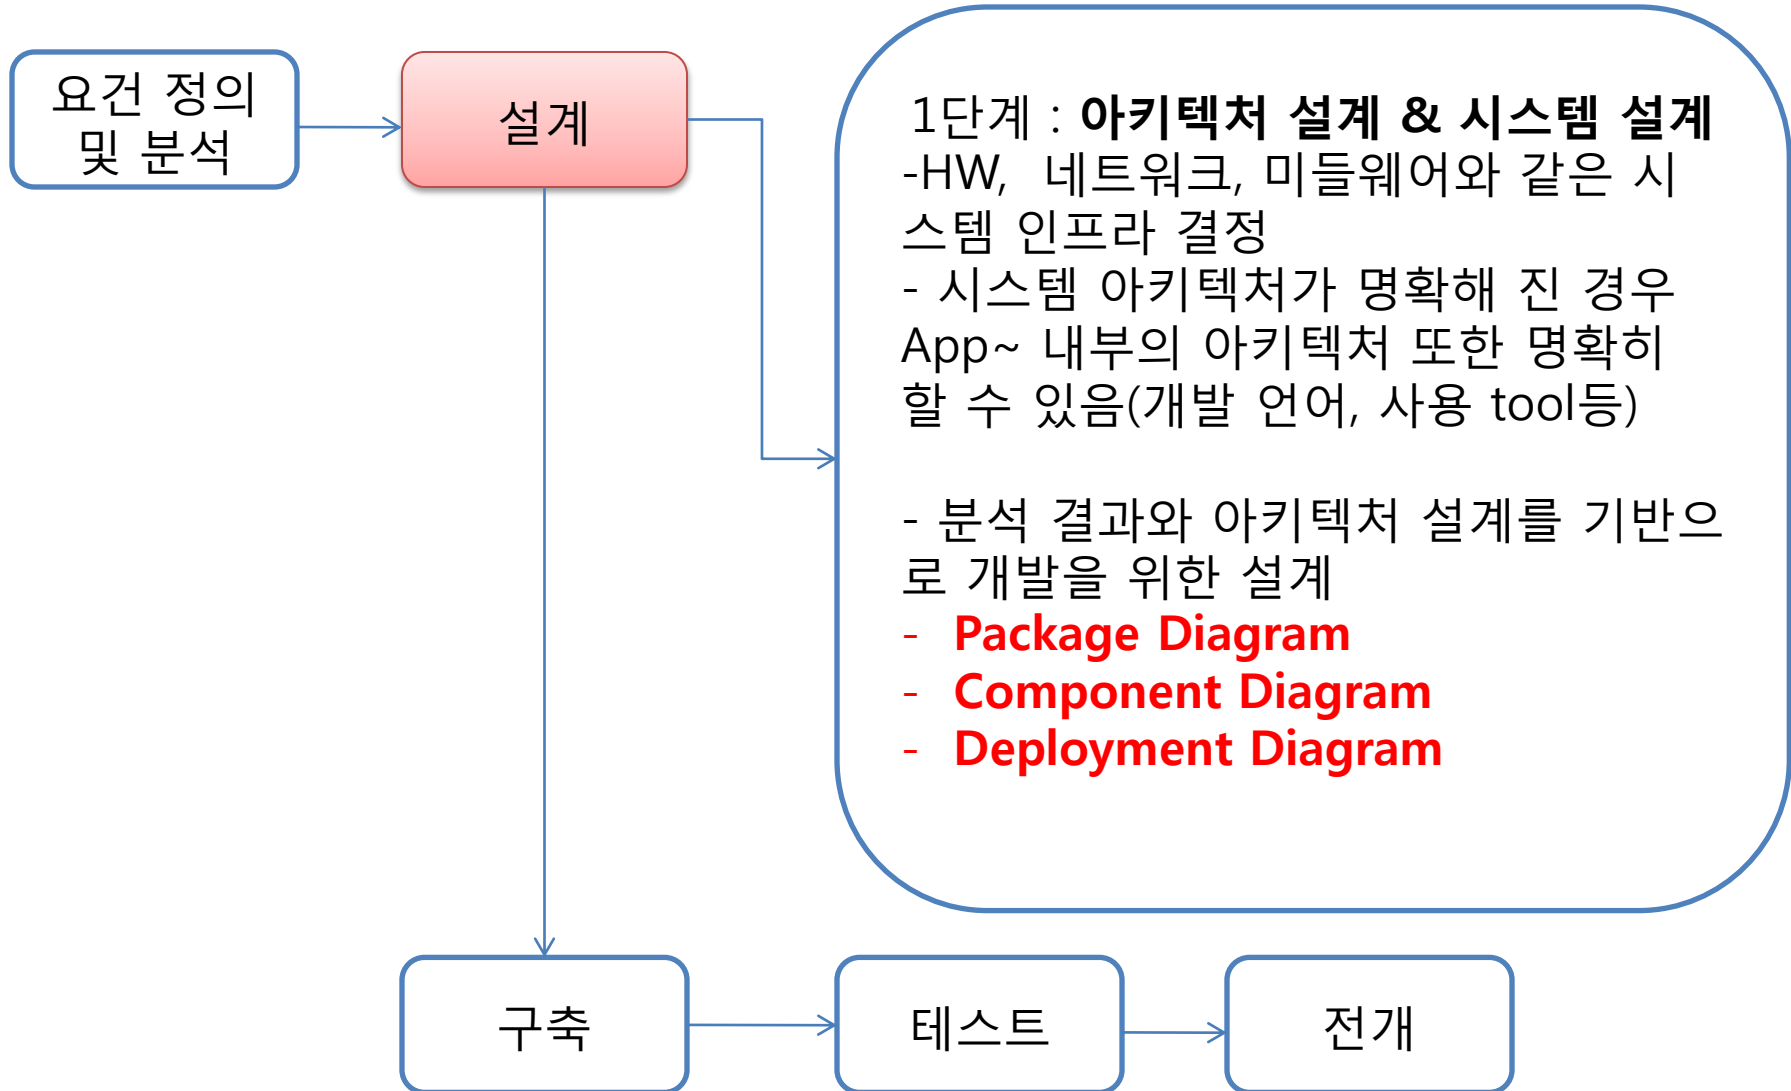 요건 정의
및 분석
설계
1단계 : 아키텍처 설계 & 시스템 설계
-HW, 네트워크, 미들웨어와 같은 시
스템 인프라 결정
- 시스템 아키텍처가 명확해 진 경우
App~ 내부의 아키텍처 또한 명확히
할 수 있음(개발 언어, 사용 tool등)
- 분석 결과와 아키텍처 설계를 기반으
로 개발을 위한 설계
- Package Diagram
- Component Diagram
- Deployment Diagram
구축
테스트
전개